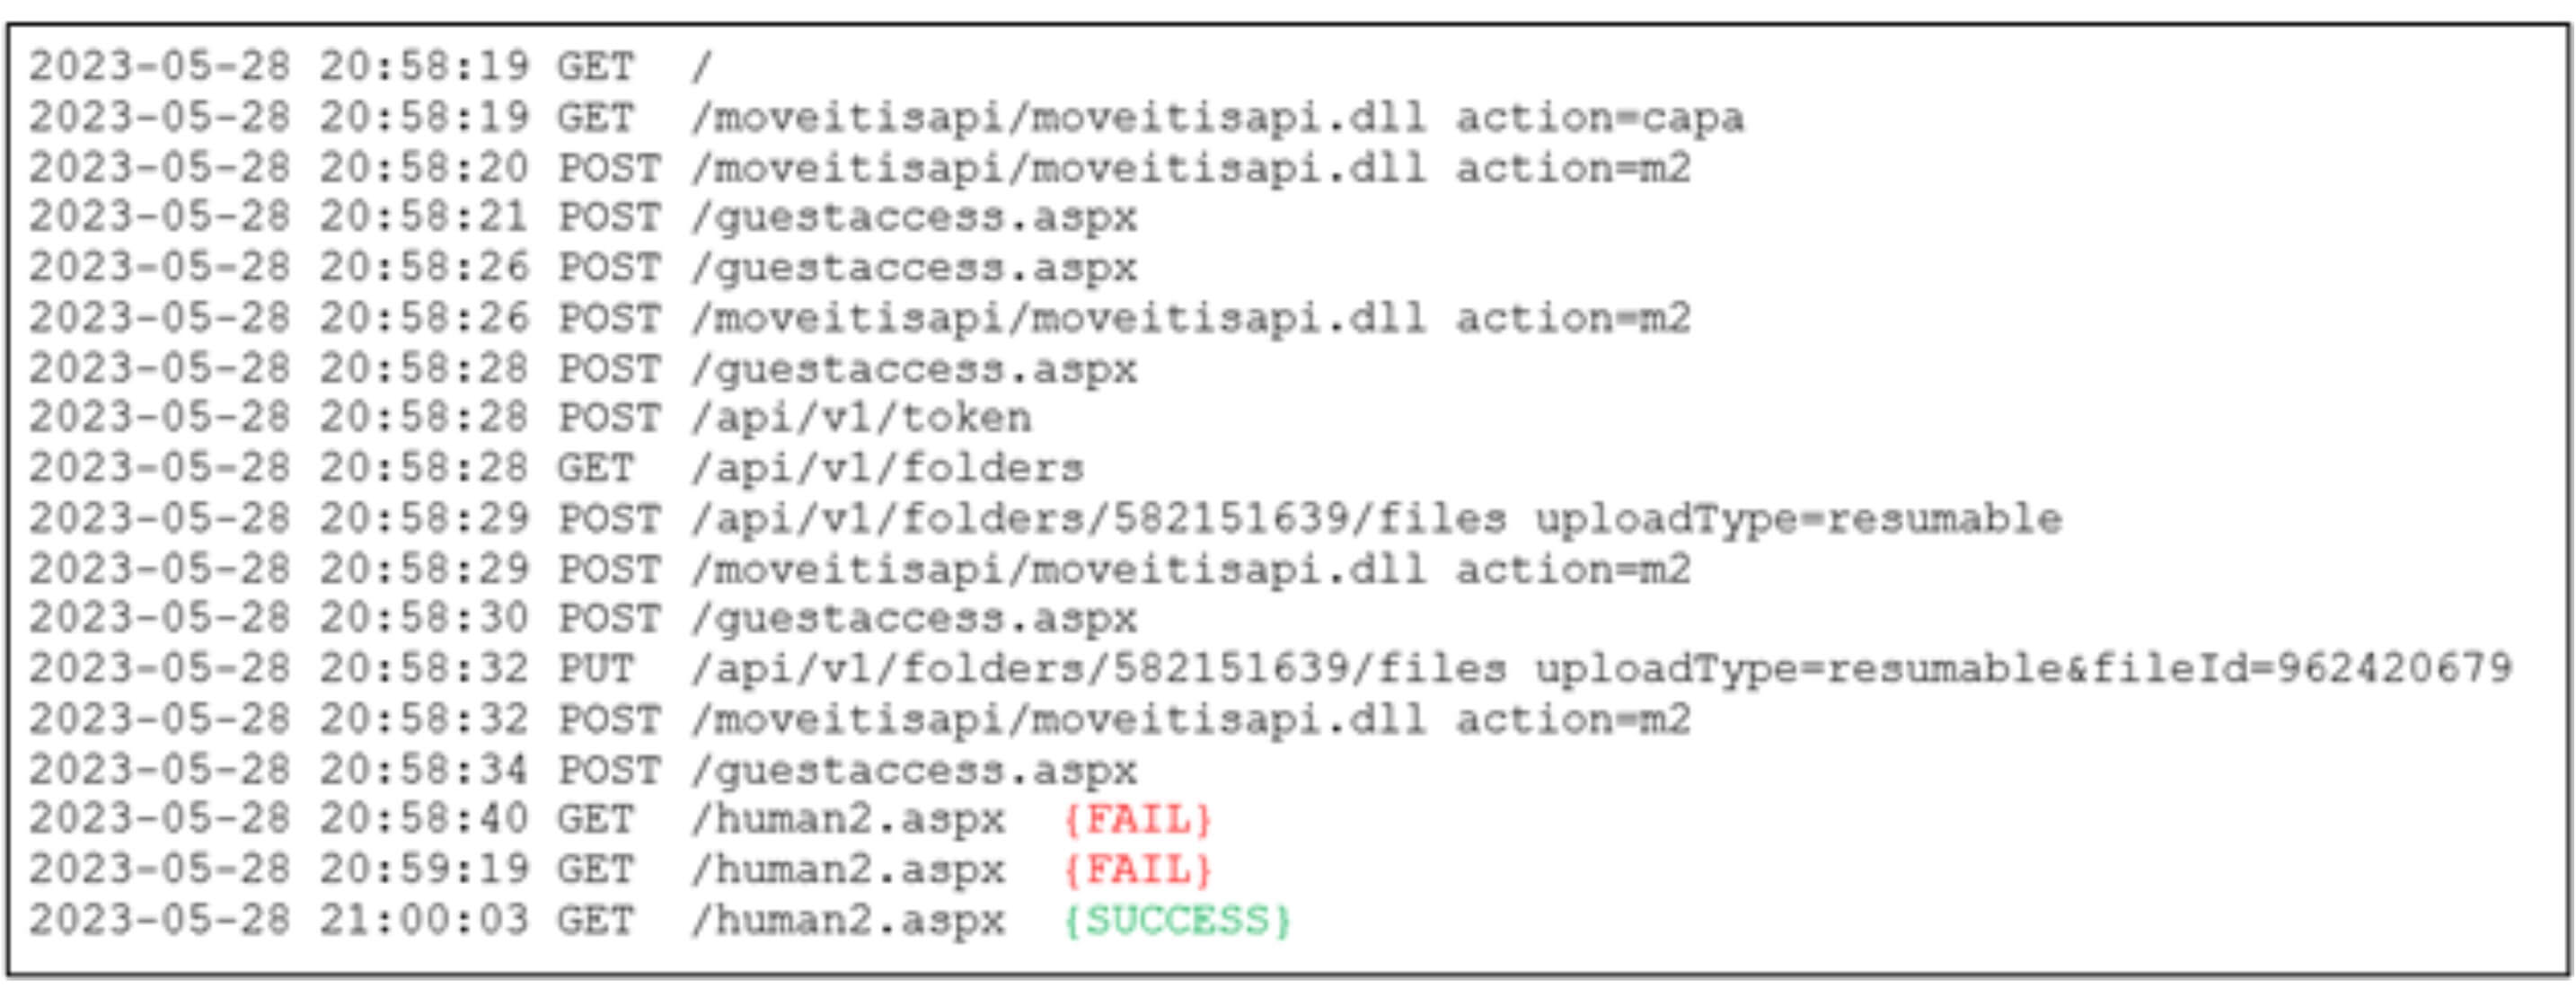 2023-05-28 20:58:19 GET /
2023-05-28 20:58:19 GET /moveitisapi/moveitisapi.dll action=capa
2023-05-28 20:58:20 POST /moveitisapi/moveitisapi.dll action=m2
2023-05-28 20:58:21 POST /guestaccess.aspx
2023-05-28 20:58:26 POST /guestaccess.aspx
2023-05-28 20:58:26 POST /moveitisapi/moveitisapi.dll action=m2
2023-05-28 20:58:28 POST /guestaccess.aspx
2023-05-28 20:58:28 POST /api/v1/token
2023-05-28 20:58:28 GET /api/v1/folders
2023-05-28 20:58:29 POST /api/v1/folders/582151639/files uploadType=resumable
2023-05-28 20:58:29 POST /moveitisapi/moveitisapi.dll action=m2
2023-05-28 20:58:30 POST /guestaccess.aspx
2023-05-28 20:58:32 PUT /api/v1/folders/582151639/files uploadType=resumable&fileId=962420679
2023-05-28 20:58:32 POST /moveitisapi/moveitisapi.dll action=m2
2023-05-28 20:58:34 POST /guestaccess.aspx
2023-05-28 20:58:40 GET /human2.aspx {FAIL}
2023-05-28 20:59:19 GET /human2.aspx {FAIL}
2023-05-28 21:00:03 GET /human2.aspx {SUCCESS}